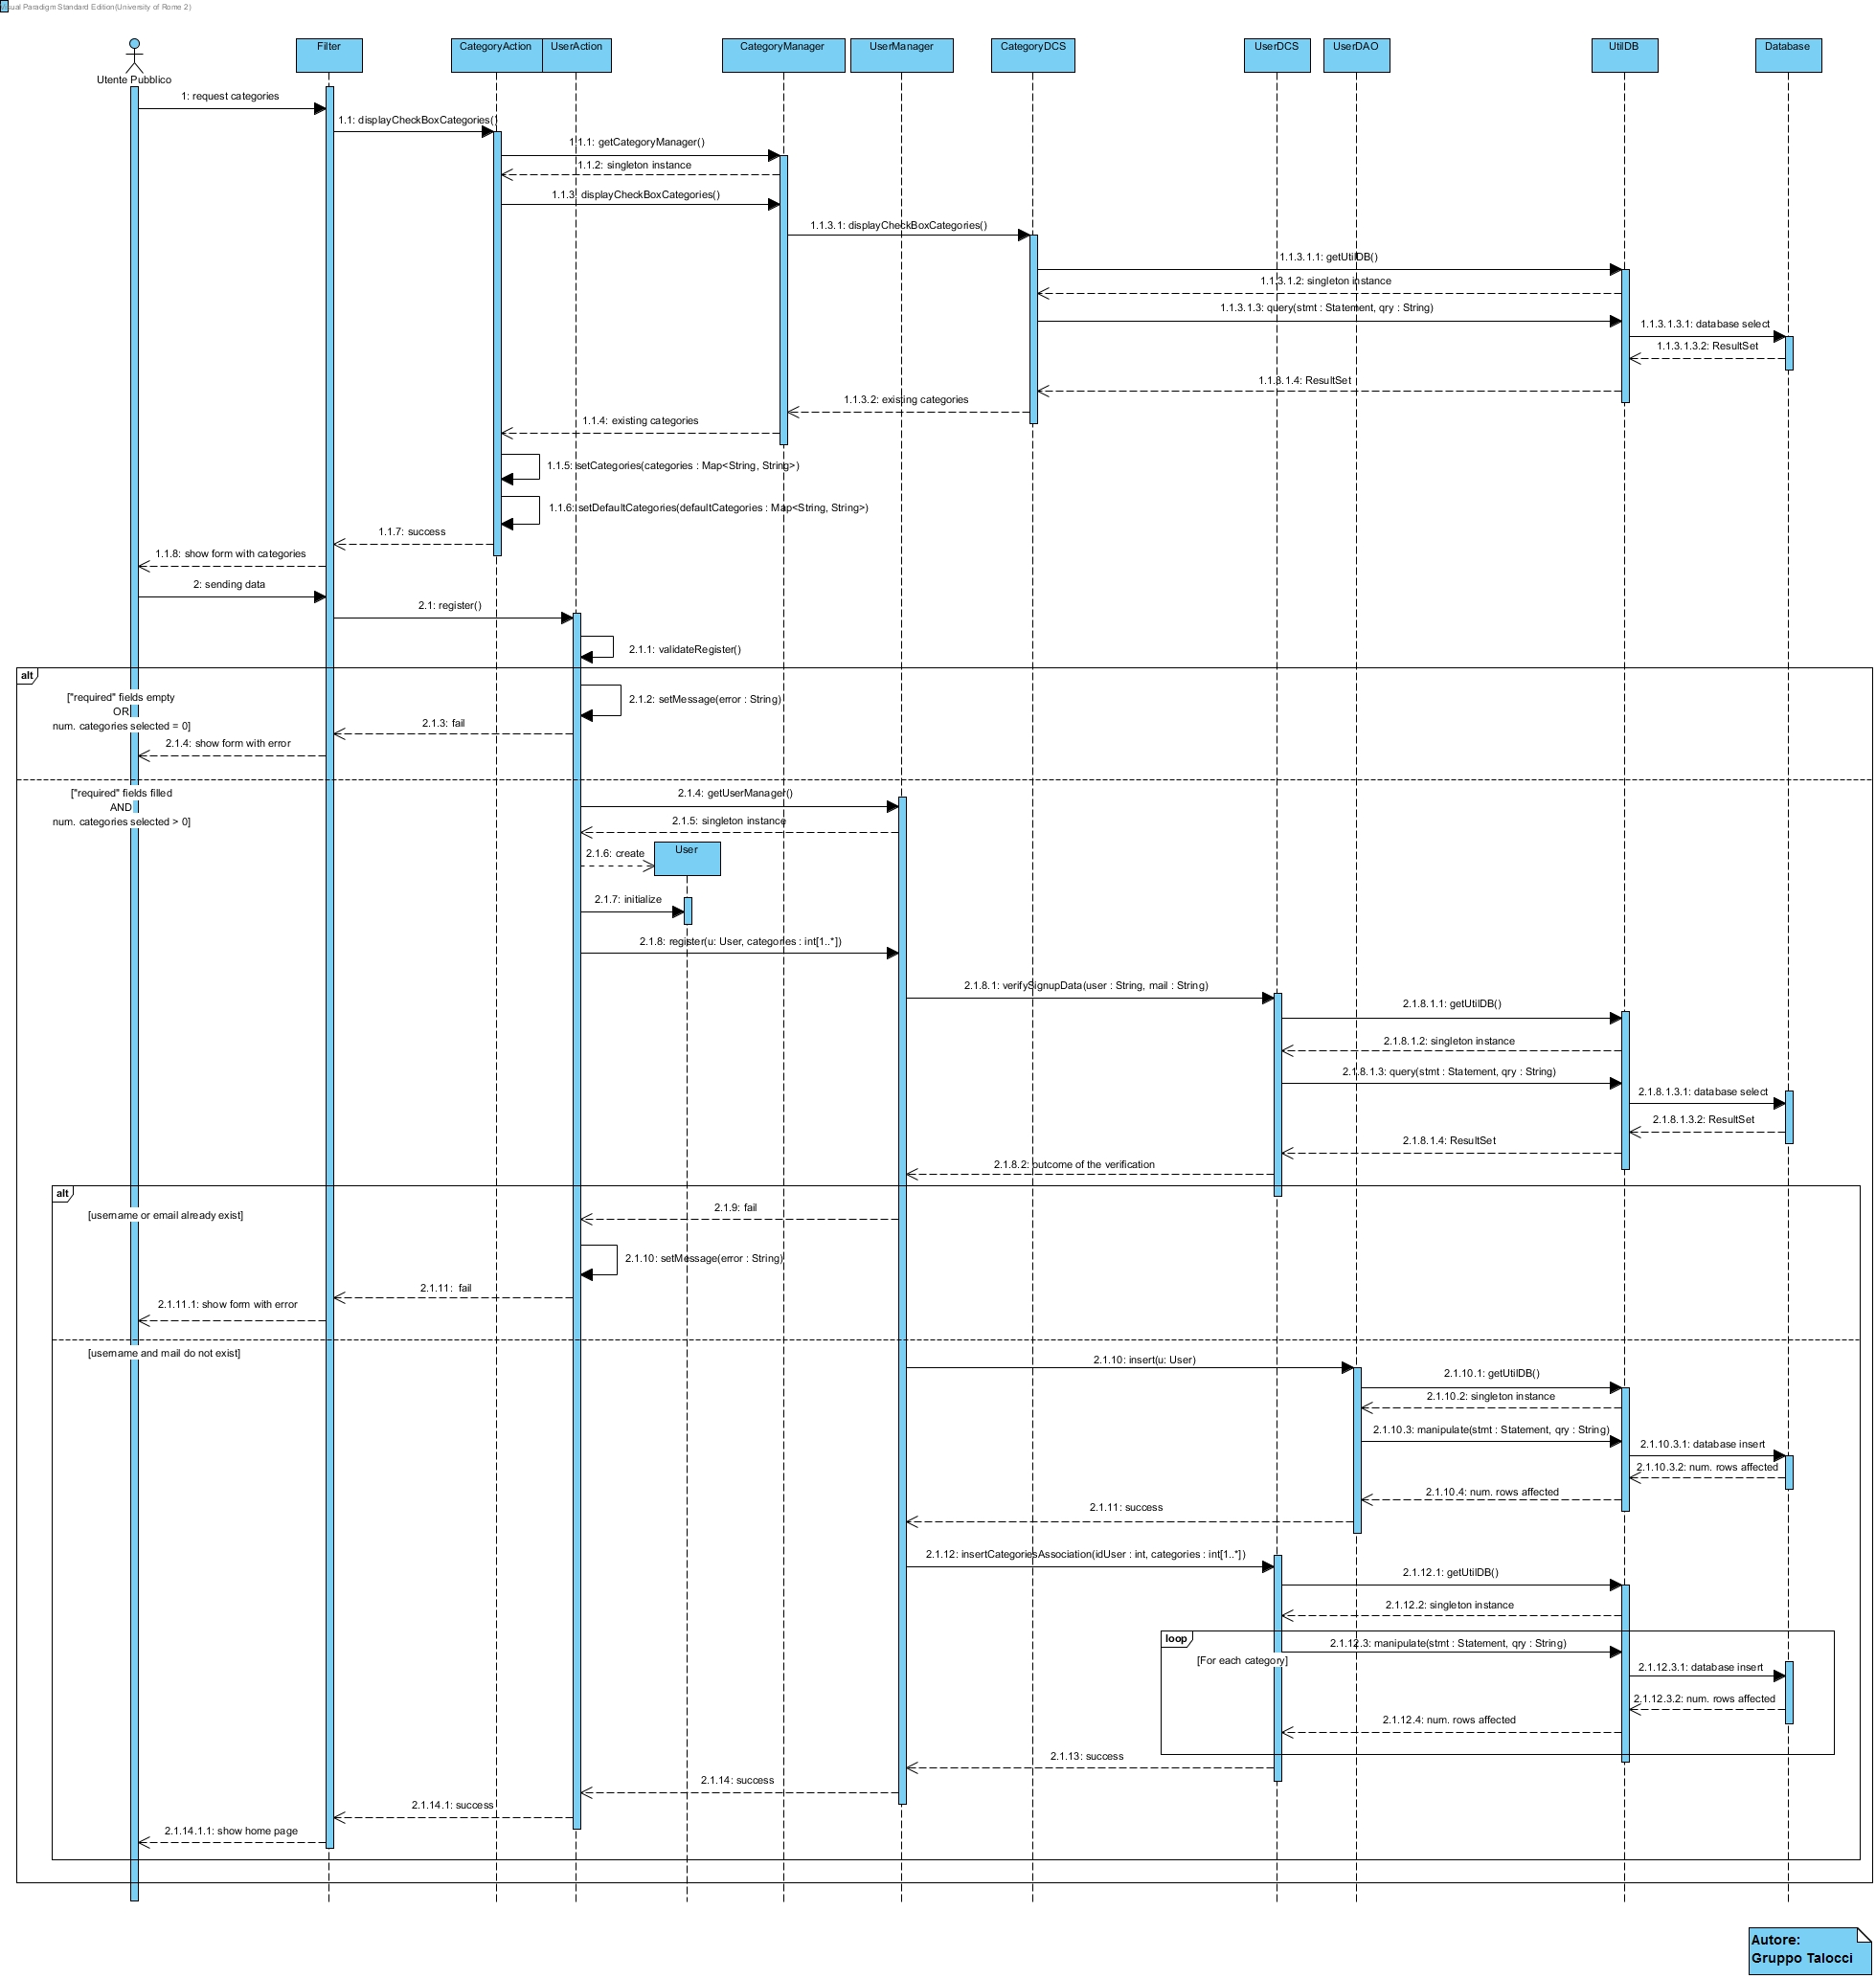 Visual Paradigm Standard Edition(University of Rome 2)
Utente Pubblico
Filter
CategoryAction
UserAction
CategoryManager
UserManager
CategoryDCS
UserDCS
UserDAO
UtilDB
Database
1: request categories
1.1: displayCheckBoxCategories()
1.1.1: getCategoryManager()
1.1.2: singleton instance
1.1.3: displayCheckBoxCategories()
1.1.3.1: displayCheckBoxCategories()
1.1.3.1.1: getUtilDB()
1.1.3.1.2: singleton instance
1.1.3.1.3: query(stmt : Statement, qry : String)
1.1.3.1.3.1: database select
1.1.3.1.3.2: ResultSet
1.1.3.1.4: ResultSet
1.1.3.2: existing categories
1.1.4: existing categories
1.1.5: setCategories(categories : Map<String, String>)
1.1.6: setDefaultCategories(defaultCategories : Map<String, String>)
1.1.7: success
1.1.8: show form with categories
2: sending data
2.1: register()
2.1.1: validateRegister()
alt
["required" fields empty
OR
num. categories selected = 0]
2.1.2: setMessage(error : String)
2.1.3: fail
2.1.4: show form with error
["required" fields filled
AND
num. categories selected > 0]
2.1.4: getUserManager()
2.1.5: singleton instance
2.1.6: create
User
2.1.7: initialize
2.1.8: register(u: User, categories : int[1..*])
2.1.8.1: verifySignupData(user : String, mail : String)
2.1.8.1.1: getUtilDB()
2.1.8.1.2: singleton instance
2.1.8.1.3: query(stmt : Statement, qry : String)
2.1.8.1.3.1: database select
2.1.8.1.3.2: ResultSet
2.1.8.1.4: ResultSet
2.1.8.2: outcome of the verification
alt
[username or email already exist]
2.1.9: fail
2.1.10: setMessage(error : String)
2.1.11: fail
2.1.11.1: show form with error
[username and mail do not exist]
2.1.10: insert(u: User)
2.1.10.1: getUtilDB()
2.1.10.2: singleton instance
2.1.10.3: manipulate(stmt : Statement, qry : String)
2.1.10.3.1: database insert
2.1.10.3.2: num. rows affected
2.1.10.4: num. rows affected
2.1.11: success
2.1.12: insertCategoriesAssociation(idUser : int, categories : int[1..*])
2.1.12.1: getUtilDB()
2.1.12.2: singleton instance
loop
[For each category]
2.1.12.3: manipulate(stmt : Statement, qry : String)
2.1.12.3.1: database insert
2.1.12.3.2: num. rows affected
2.1.12.4: num. rows affected
2.1.13: success
2.1.14: success
2.1.14.1: success
2.1.14.1.1: show home page
Autore:
Gruppo Talocci